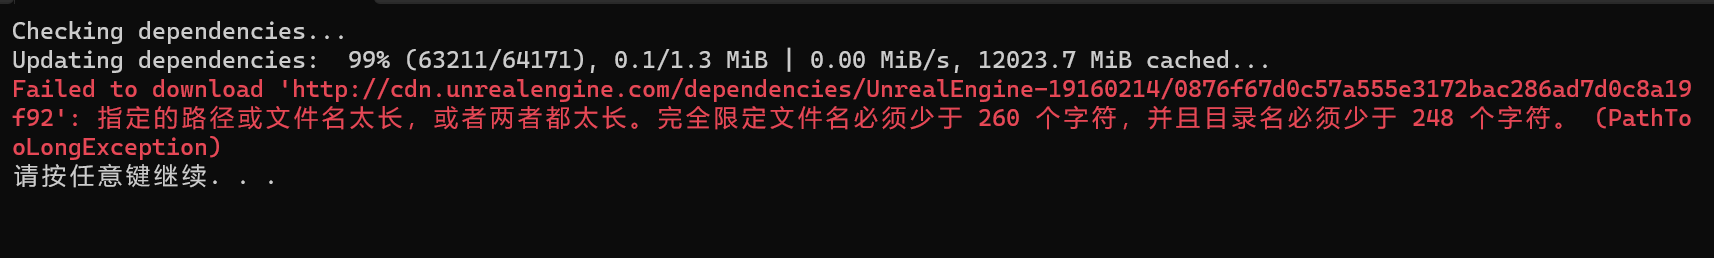 Checking dependencies...
Updating dependencies:  99% (63211/64171), 0.1/1.3 MiB | 0.00 MiB/s, 12023.7 MiB cached...
Failed to download 'http://cdn.unrealengine.com/dependencies/UnrealEngine-19160214/0876f67d0c57a555e3172bac286ad7d0c8a19
f92': 指定的路径或文件名太长，或者两者都太长。完全限定文件名必须少于 260 个字符，并且目录名必须少于 248 个字符。 (PathTo
oLongException)
请按任意键继续. . .